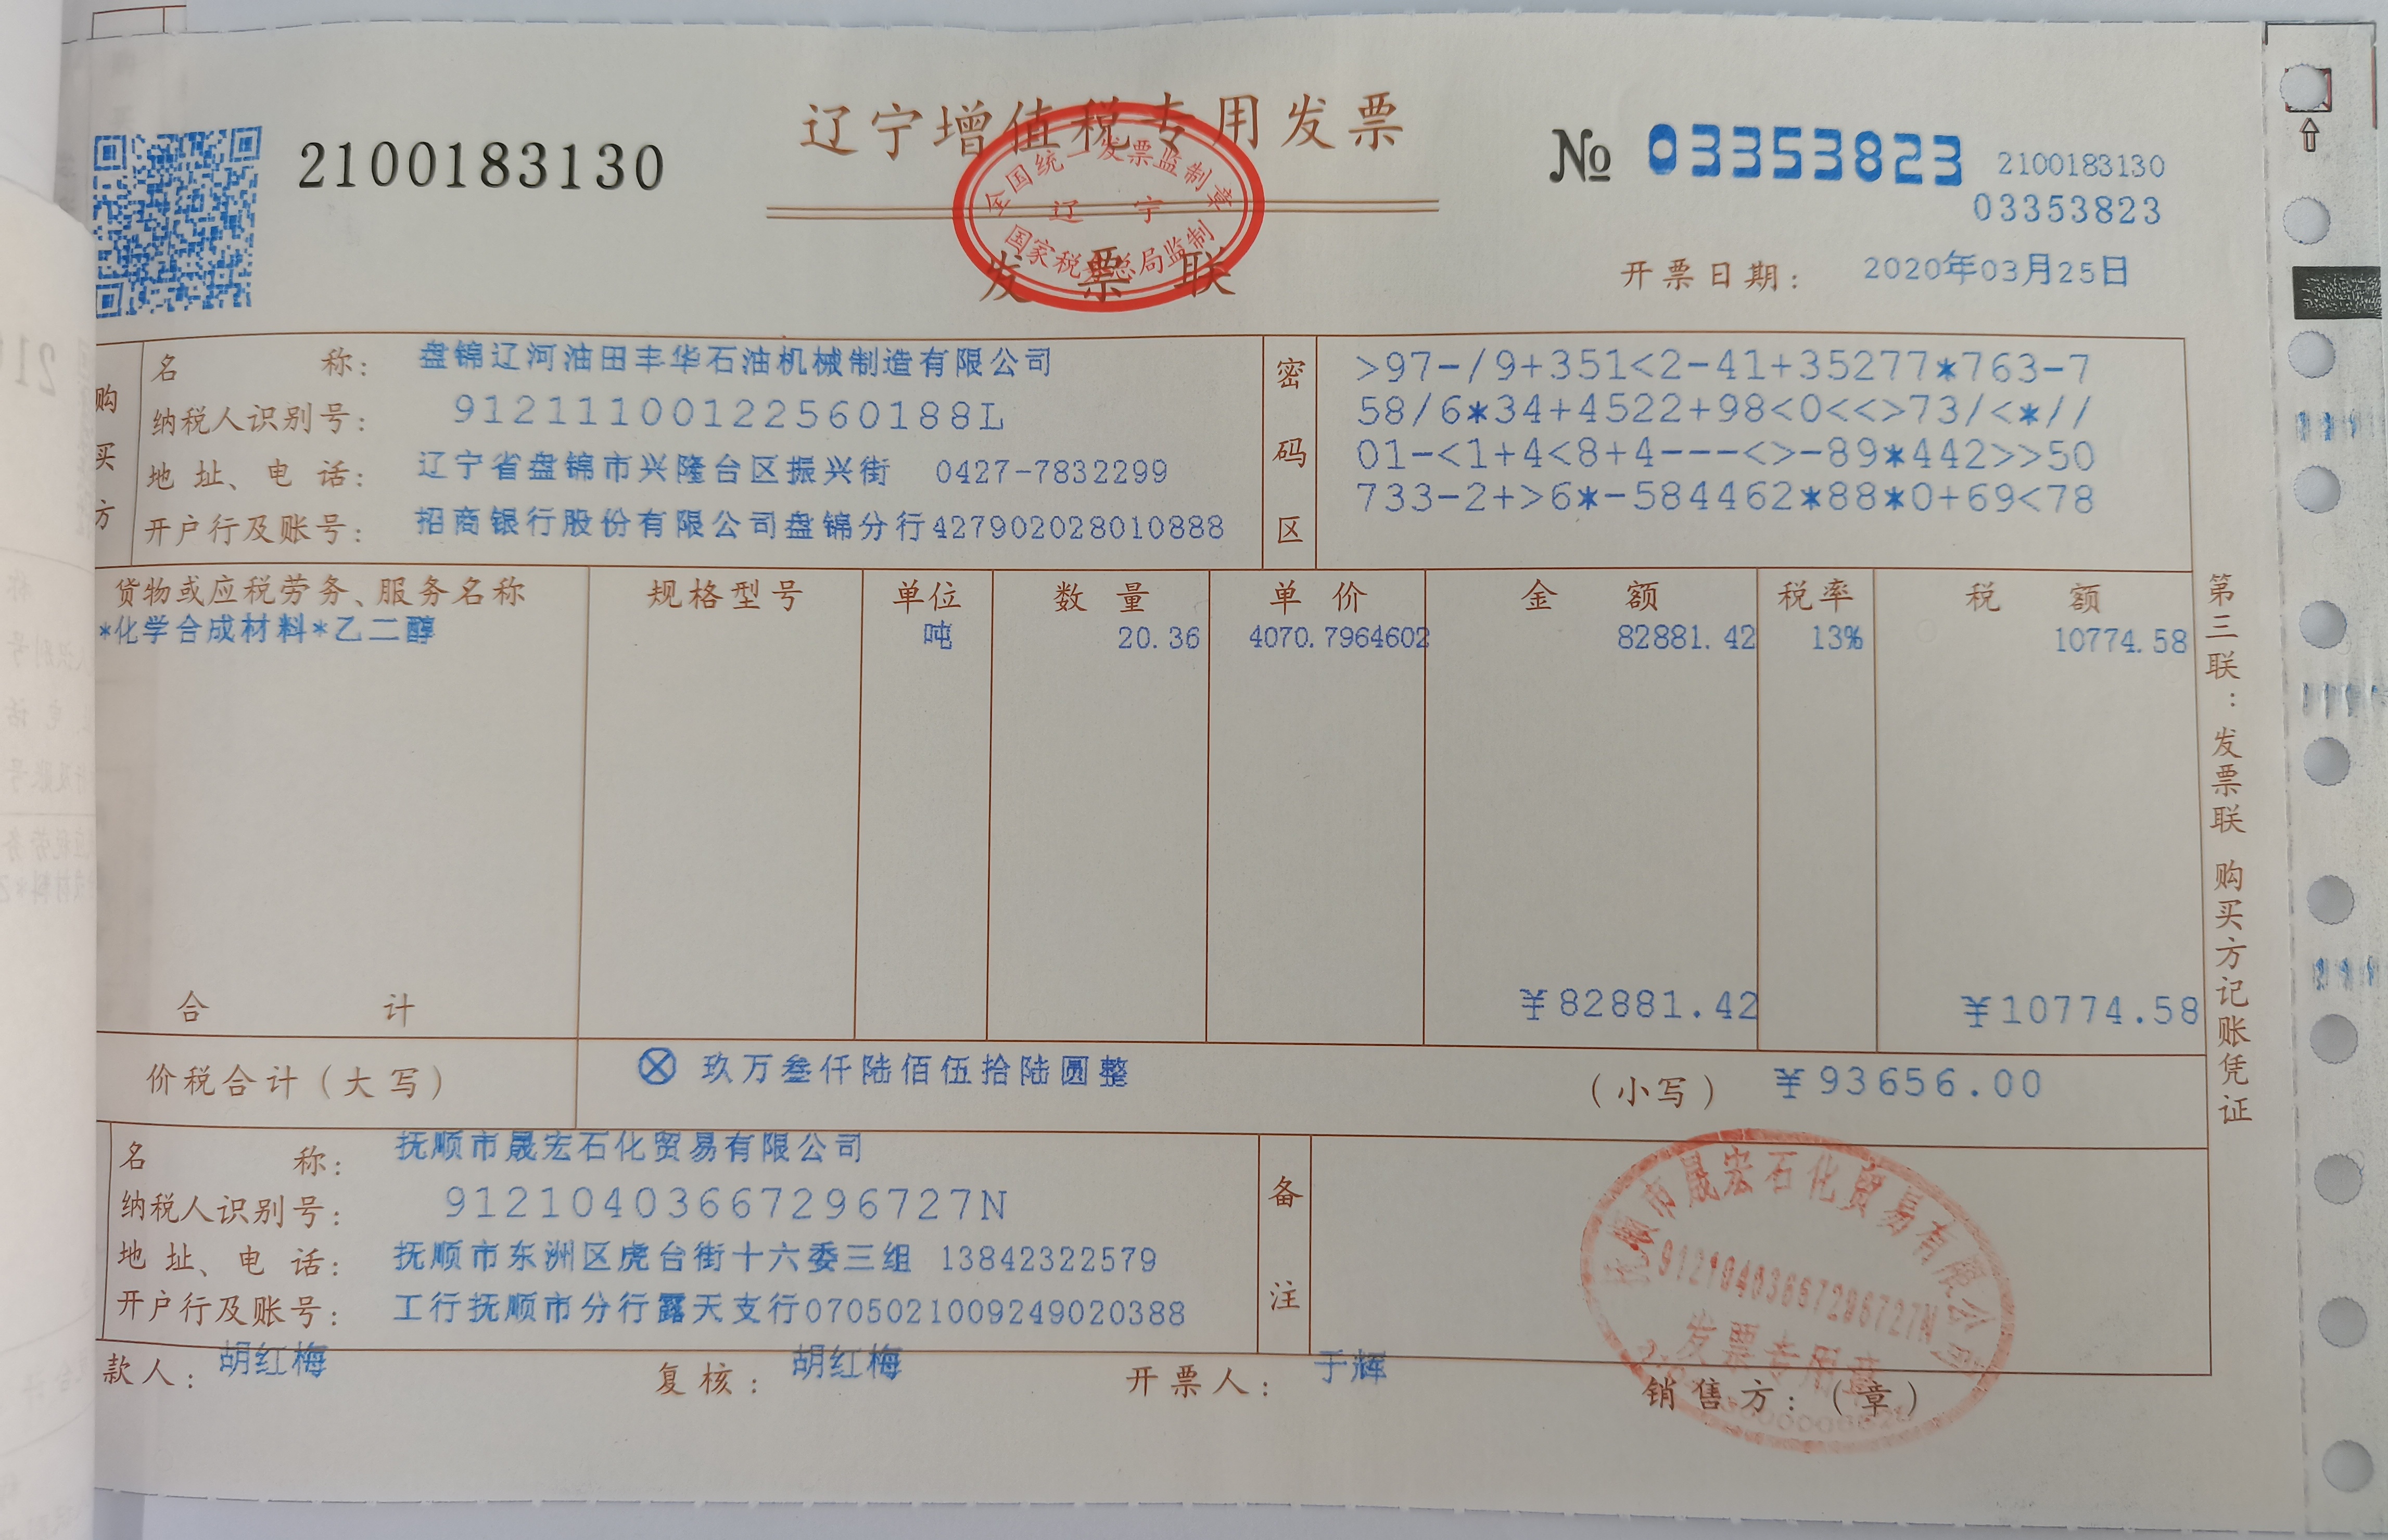 辽宁增值税专用发票
2100183130
№ 03353823
2100183130
03353823
全国统一发票监制章
辽 宁
国家税务总局监制
发 票 联
开票日期： 2020年03月25日
购买方
名 称： 盘锦辽河油田丰华石油机械制造有限公司
纳税人识别号： 91211100122560188L
地址、电话： 辽宁省盘锦市兴隆台区振兴街 0427-7832299
开户行及账号： 招商银行股份有限公司盘锦分行427902028010888
密码区
>97-/9+351<2-41+35277*763-7
58/6*34+4522+98<0<<>73/<*//
01-<1+4<8+4---<>-89*442>>50
733-2+>6*-584462*88*0+69<78
货物或应税劳务、服务名称 规格型号 单位 数量 单价 金额 税率 税额
*化学合成材料*乙二醇 吨 20.36 4070.7964602 82881.42 13% 10774.58
合 计 ¥82881.42 ¥10774.58
价税合计（大写） ⊗ 玖万叁仟陆佰伍拾陆圆整 （小写） ¥93656.00
名 称： 抚顺市晟宏石化贸易有限公司
纳税人识别号： 91210403667296727N
地址、电话： 抚顺市东洲区虎台街十六委三组 13842322579
开户行及账号： 工行抚顺市分行露天支行0705021009249020388
备注
抚顺市晟宏石化贸易有限公司
91210403667296727N
发票专用章
款人： 胡红梅 复核： 胡红梅 开票人： 于辉 销售方：（章）
第三联：发票联 购买方记账凭证